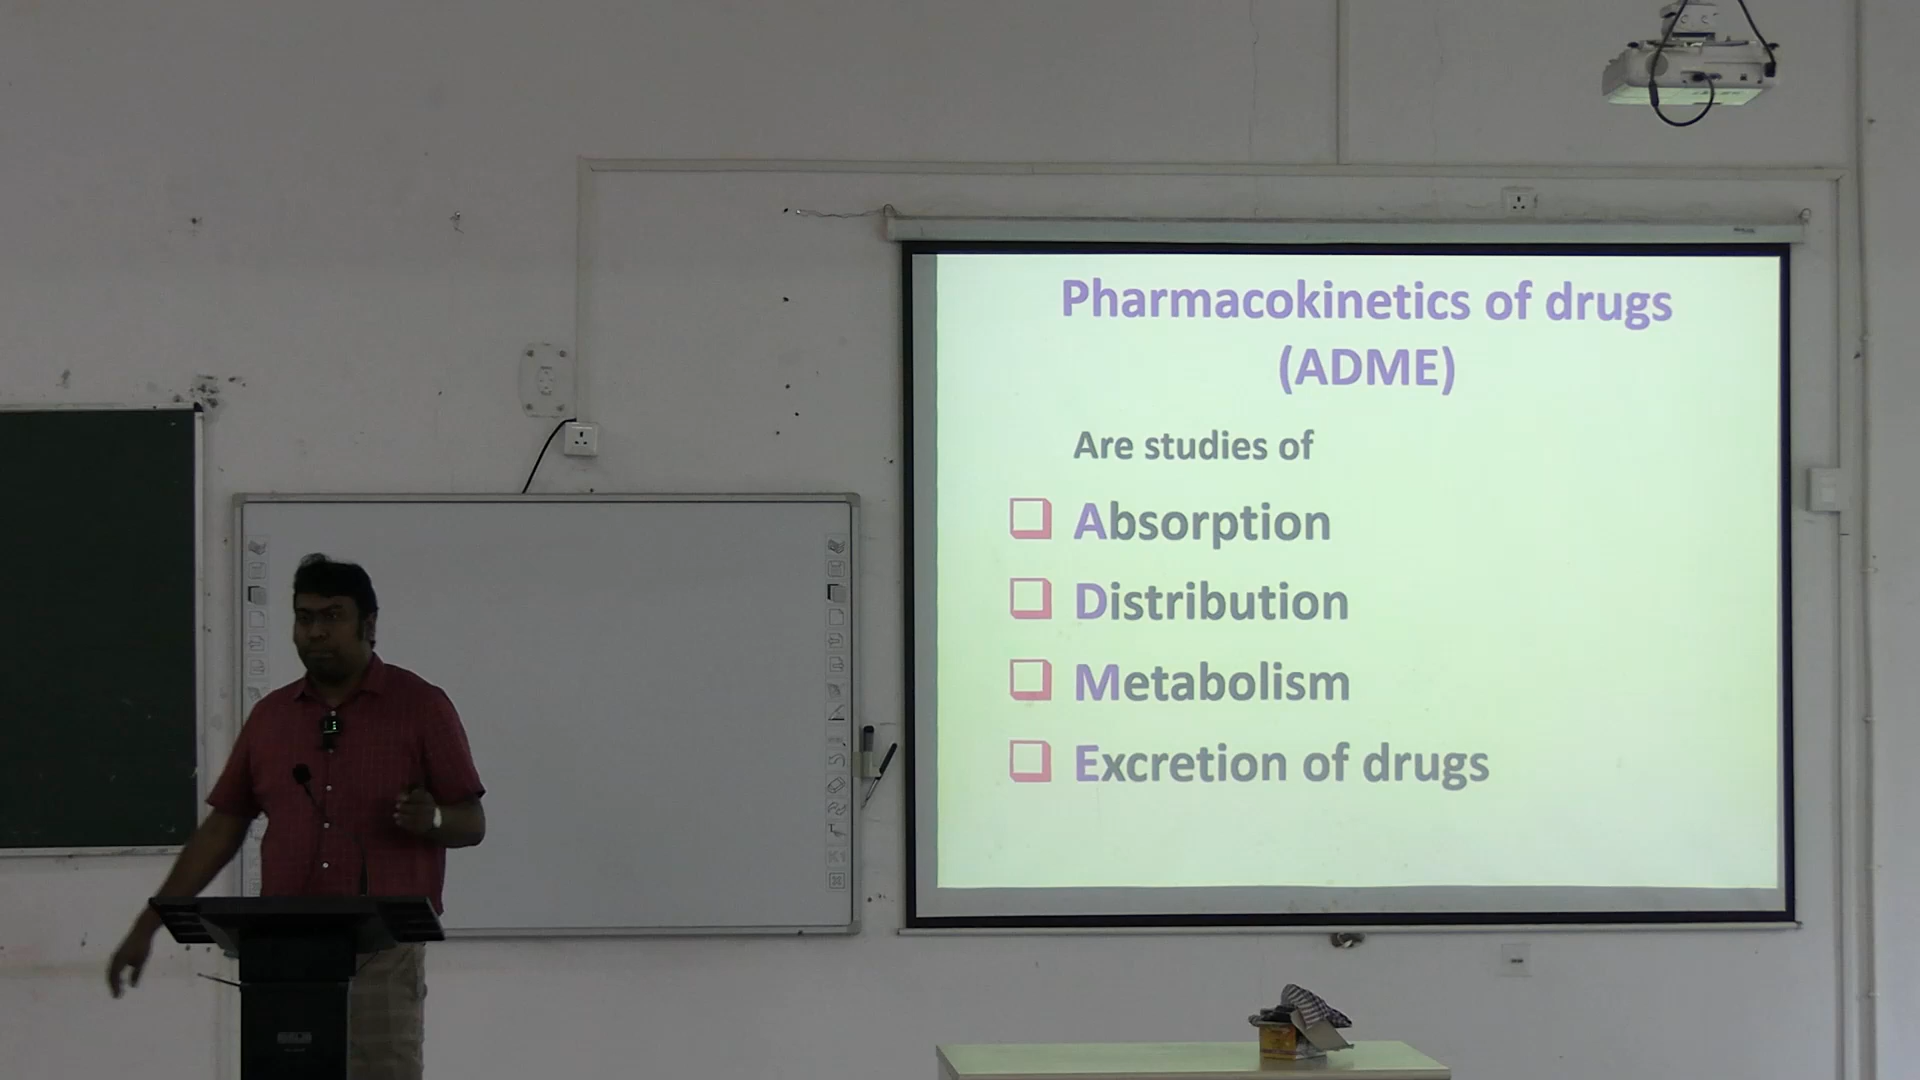 Pharmacokinetics of drugs
(ADME)
Are studies of
Absorption
Distribution
Metabolism
Excretion of drugs